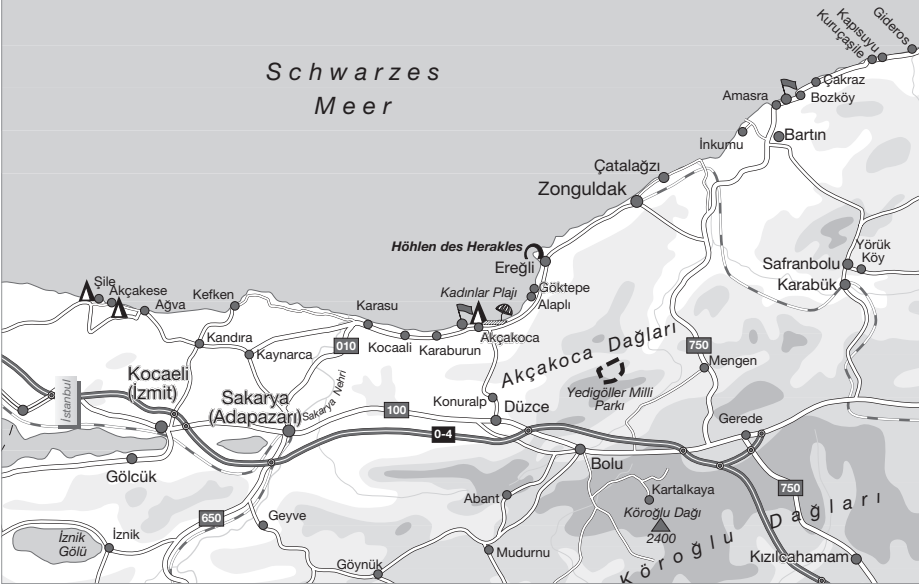 Schwarzes
Meer
Gideros
Kapısuyu
Kuruçaşile
Çakraz
Amasra
Bozköy
Bartın
İnkumu
Çatalağzı
Zonguldak
Höhlen des Herakles
Ereğli
Yörük
Köy
Safranbolu
Karabük
Şile
Akçakese
Ağva
Kefken
Göktepe
Alaplı
Kadınlar Plajı
Karasu
Kocaali
Karaburun
Akçakoca
Kandıra
Kaynarca
010
Akçakoca Dağları
750
Mengen
Yedigöller Milli
Parkı
Istanbul
Kocaeli
(İzmit)
Sakarya
(Adapazarı)
Sakarya Nehri
100
Konuralp
Düzce
Gerede
0-4
Gölcük
Bolu
Abant
Kartalkaya
Köroğlu Dağı
2400
750
Köroğlu Dağları
650
Geyve
İznik
Gölü
İznik
Göynük
Mudurnu
Kızılcahamam